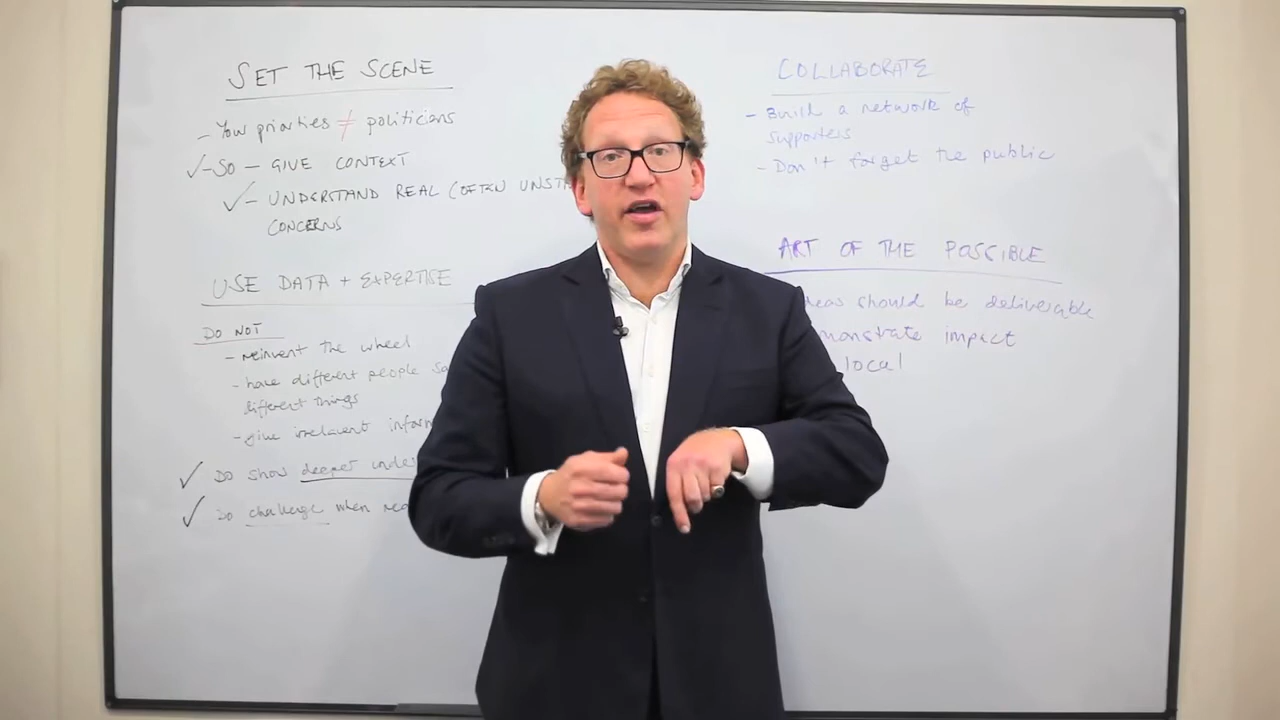 SET THE SCENE
- Your priorities ≠ politicians
✓- SO - GIVE CONTEXT
✓- UNDERSTAND REAL (OFTEN
CONCERNS
USE DATA + EXPERTISE
DO NOT
- reinvent the wheel
- have different people
different things
- give irrelevant
✓ DO show deeper
✓ DO challenge when
COLLABORATE
- Build a network of
supporters
- Don't forget the public
ART OF THE POSSIBLE
should be deliverable
impact
local